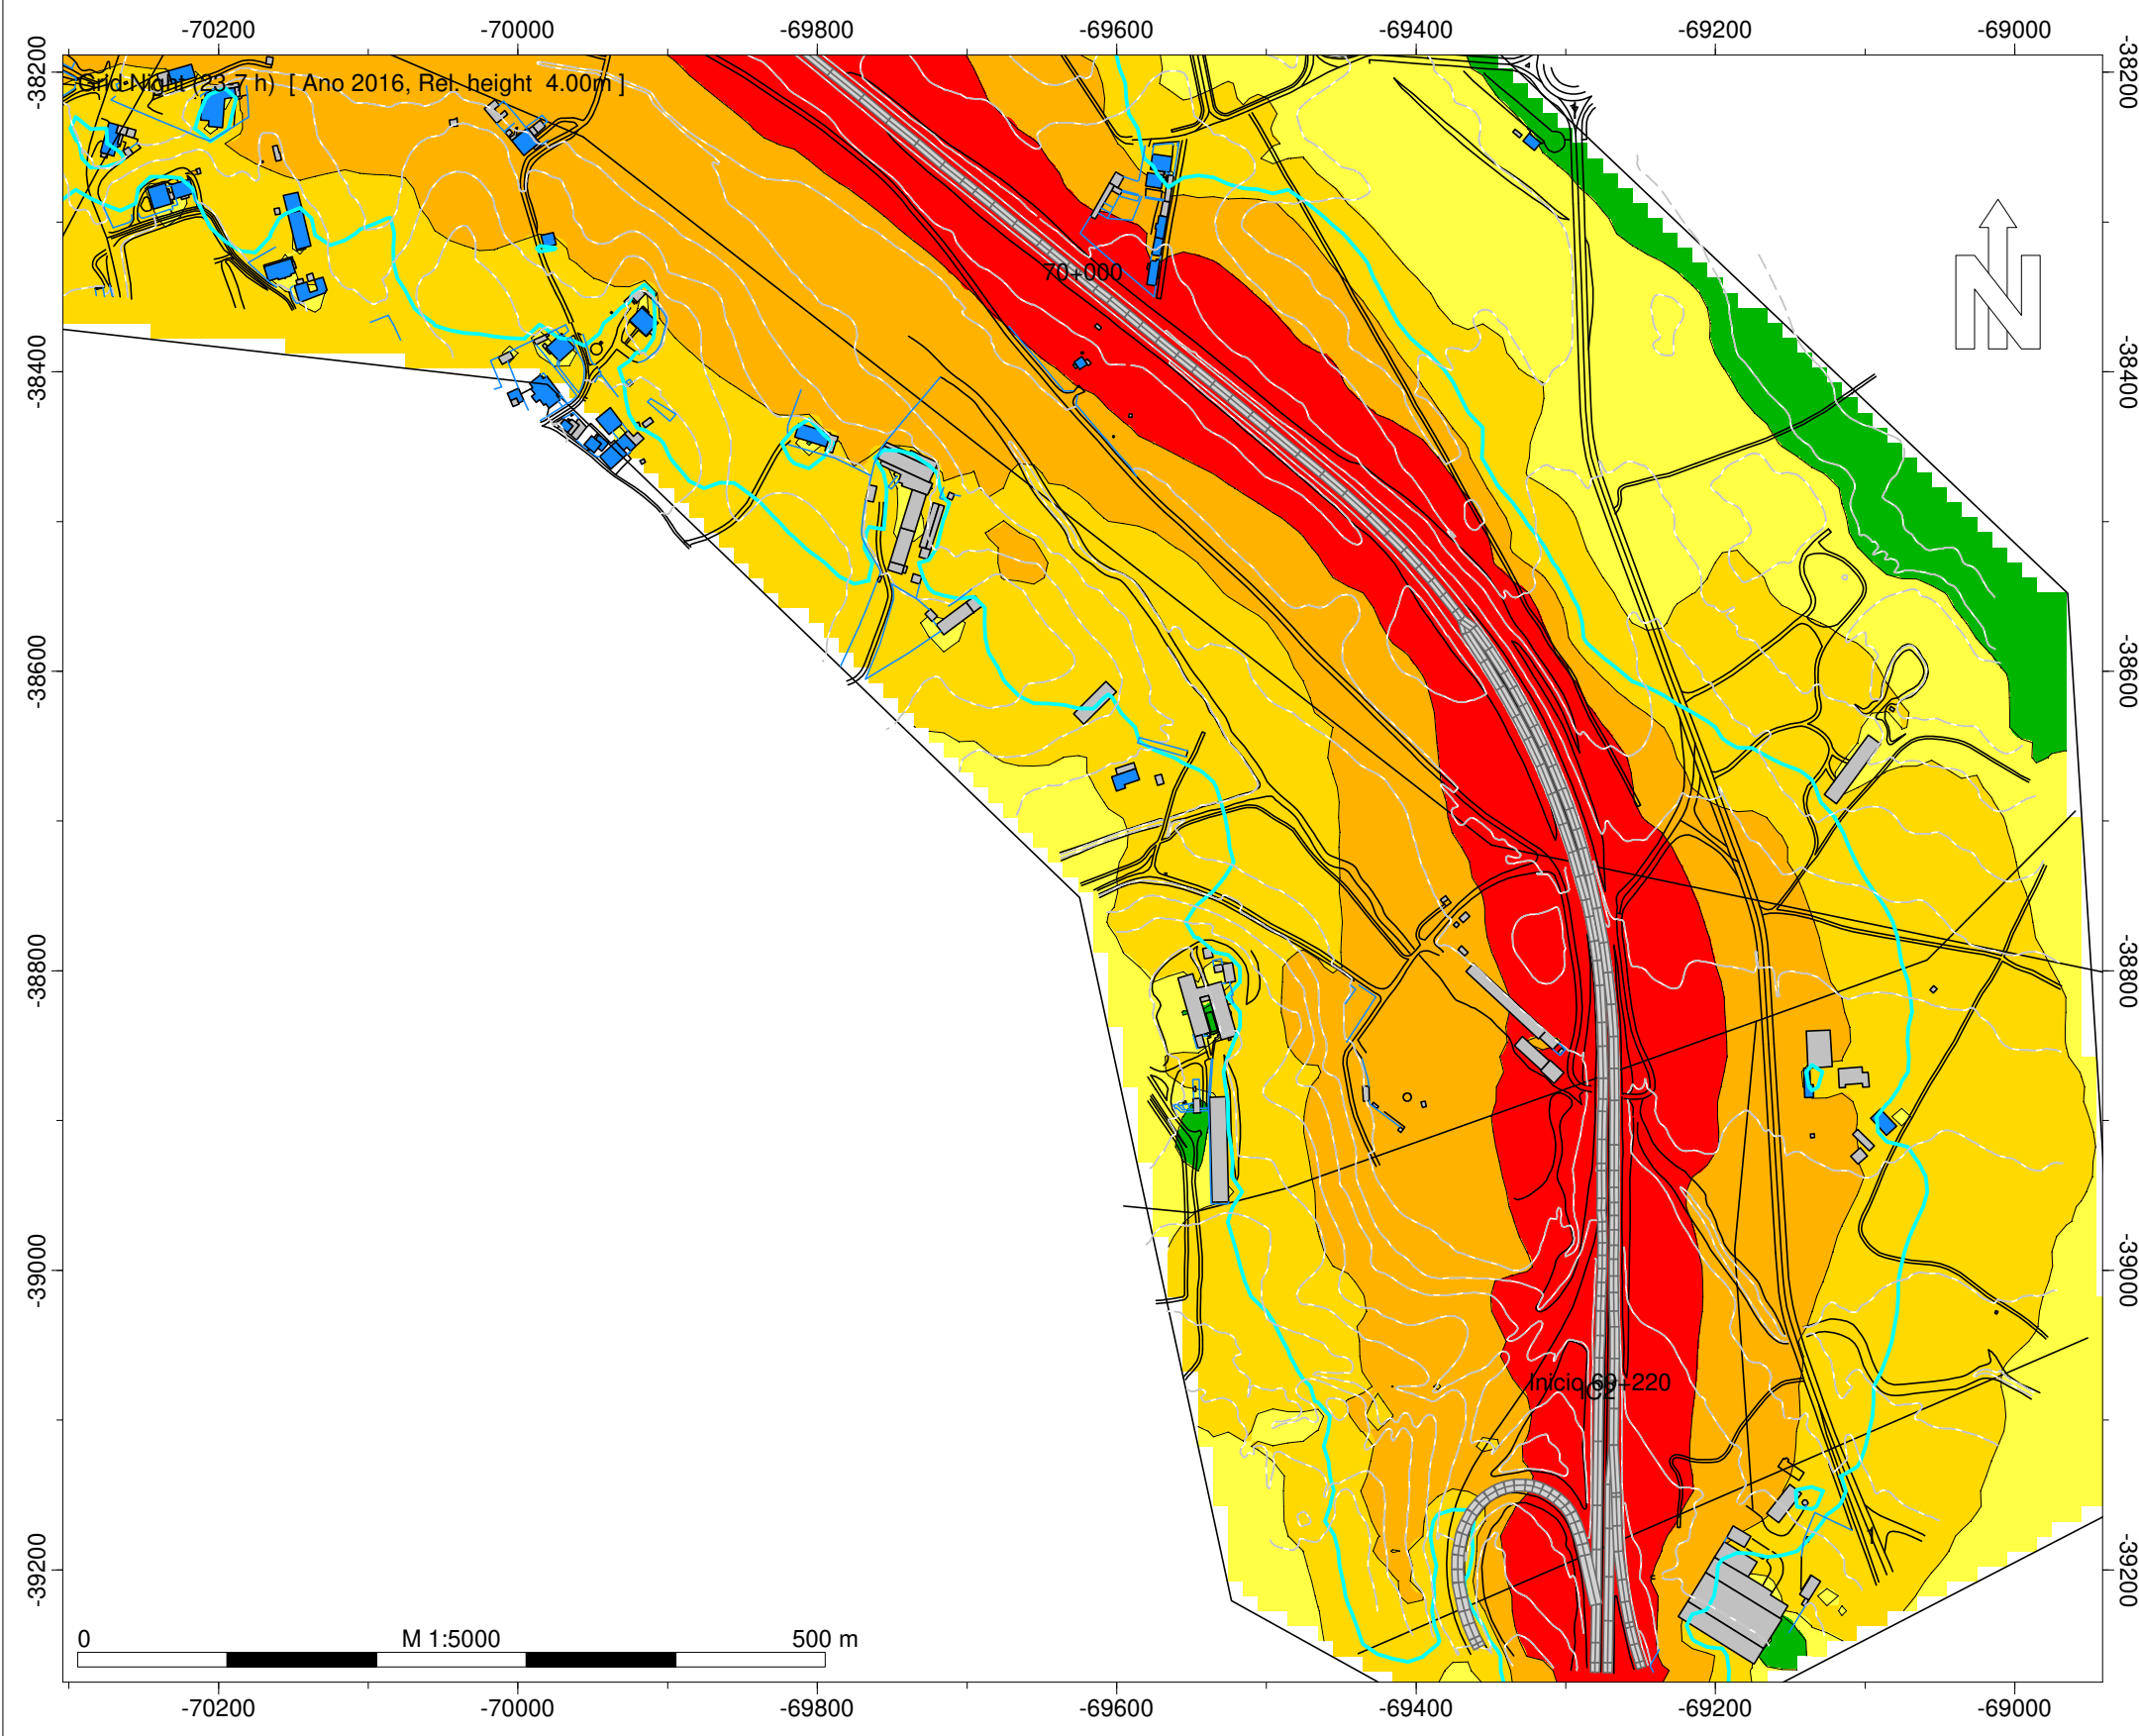 -70200 -70000 -69800 -69600 -69400 -69200 -69000
-38200 -38200
Grid Night (23-7 h) [ Ano 2016, Rel. height 4.00m ]
70+000
N
-38400 -38400
-38600 -38600
-38800 -38800
-39000 -39000
Inicio 69+220
IC2
-39200 -39200
0 M 1:5000 500 m
-70200 -70000 -69800 -69600 -69400 -69200 -69000